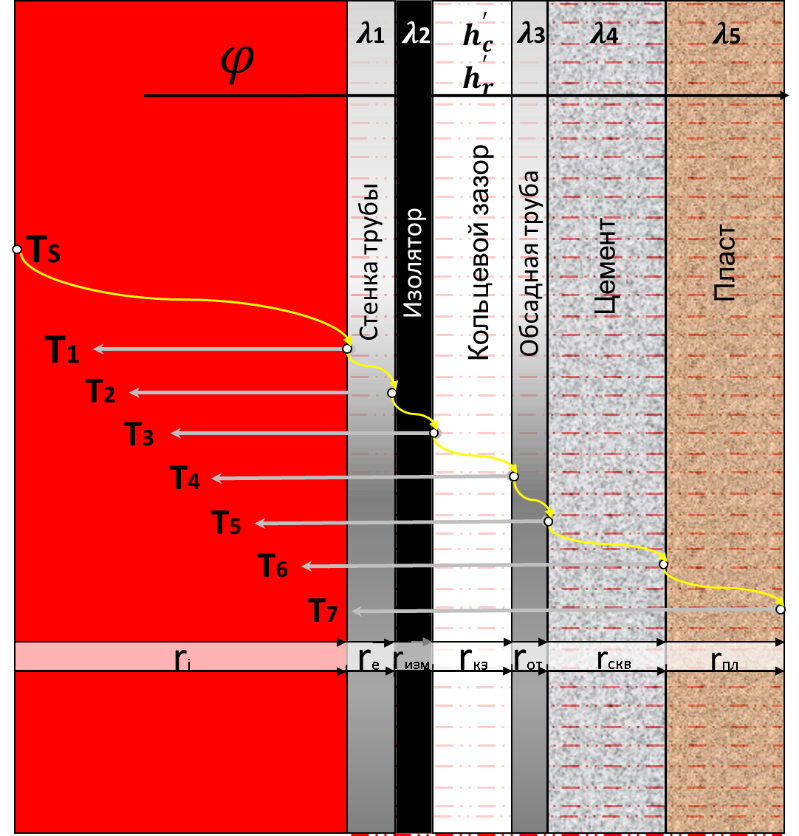 λ1
λ2
h'c
h'r
λ3
λ4
λ5
φ
Стенка трубы
Изолятор
Кольцевой зазор
Обсадная труба
Цемент
Пласт
Ts
T1
T2
T3
T4
T5
T6
T7
ri
re
rизм
rкз
rот
rскв
rпл